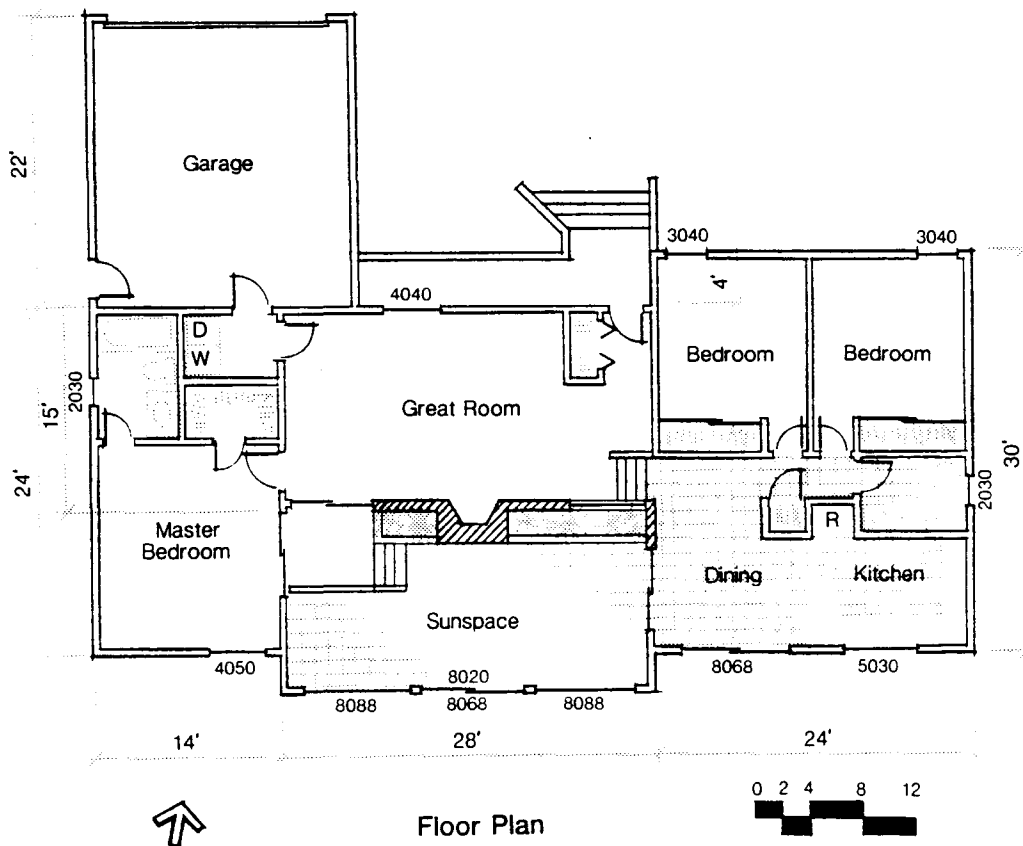 22'
Garage
3040
3040
4'
4040
D
W
Bedroom
Bedroom
2030
15'
Great Room
24'
30'
2030
R
Master
Bedroom
Dining
Kitchen
Sunspace
4050
8020
8068
5030
8088
8068
8088
14'
28'
24'
0 2 4 8 12
Floor Plan